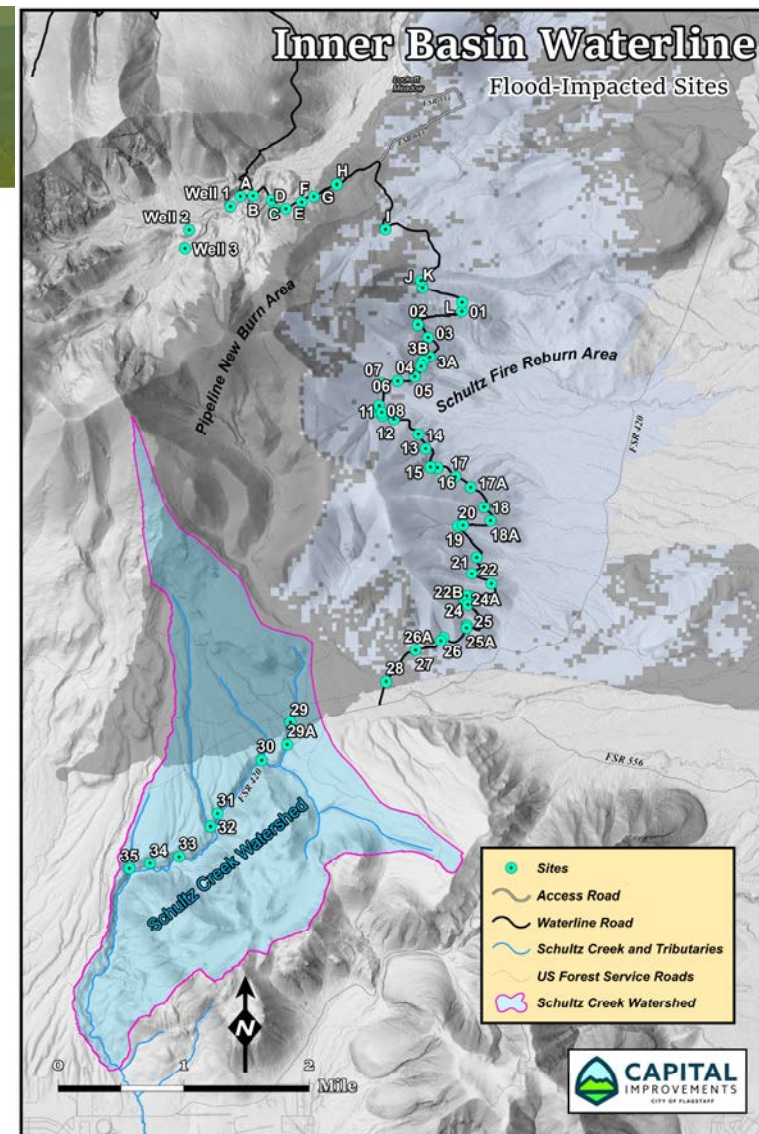 Inner Basin Waterline
Flood-Impacted Sites
Lockett
Meadow
FSR 552
H
A
Well 1
D
F
G
B
C
E
Well 2
I
Well 3
J
K
Pipeline New Burn Area
L
01
02
03
3B
3A
04
07
06
05
Schultz Fire Reburn Area
FSR 420
11
08
12
14
13
15
17
16
17A
18
20
19
18A
21
22
22B
24A
24
25
26A
26
25A
27
28
29
29A
30
FSR 556
FSR 420
31
32
33
34
35
Schultz Creek Watershed
Sites
Access Road
Waterline Road
Schultz Creek and Tributaries
US Forest Service Roads
Schultz Creek Watershed
N
0 1 2
Mile
CAPITAL
IMPROVEMENTS
CITY OF FLAGSTAFF